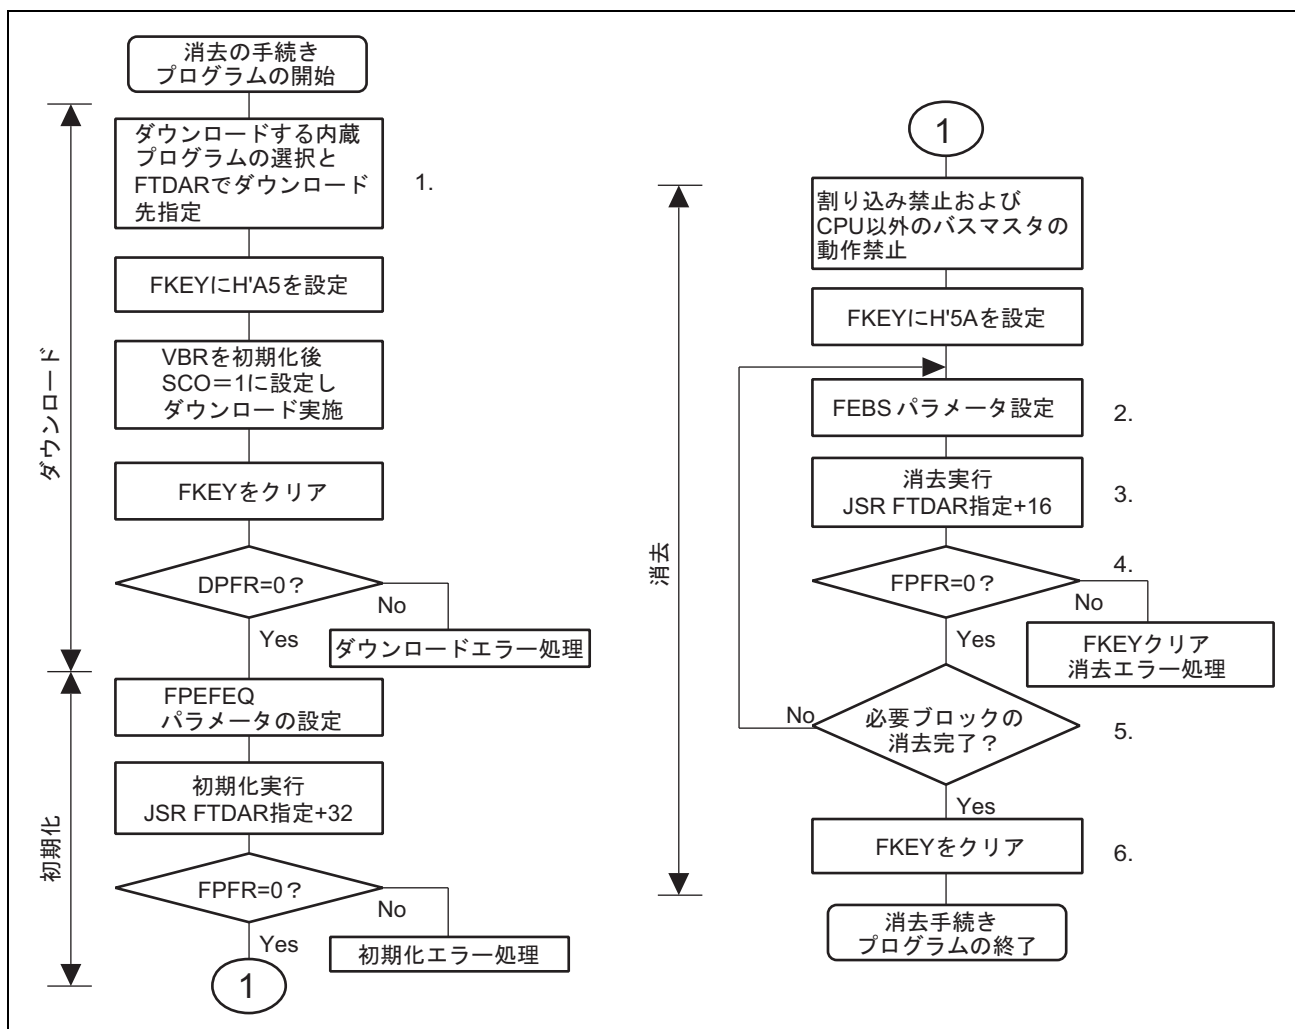 消去の手続き
プログラムの開始
ダウンロード
ダウンロードする内蔵
プログラムの選択と
FTDARでダウンロード
先指定
1.
FKEYにH'A5を設定
VBRを初期化後
SCO＝1に設定し
ダウンロード実施
FKEYをクリア
DPFR=0？
No
Yes
ダウンロードエラー処理
初期化
FPEFEQ
パラメータの設定
初期化実行
JSR FTDAR指定+32
FPFR=0？
No
Yes
初期化エラー処理
1
1
消去
割り込み禁止および
CPU以外のバスマスタの
動作禁止
FKEYにH'5Aを設定
FEBS パラメータ設定
2.
消去実行
JSR FTDAR指定+16
3.
FPFR=0？
4.
No
Yes
FKEYクリア
消去エラー処理
No
必要ブロックの
消去完了？
5.
Yes
FKEYをクリア
6.
消去手続き
プログラムの終了